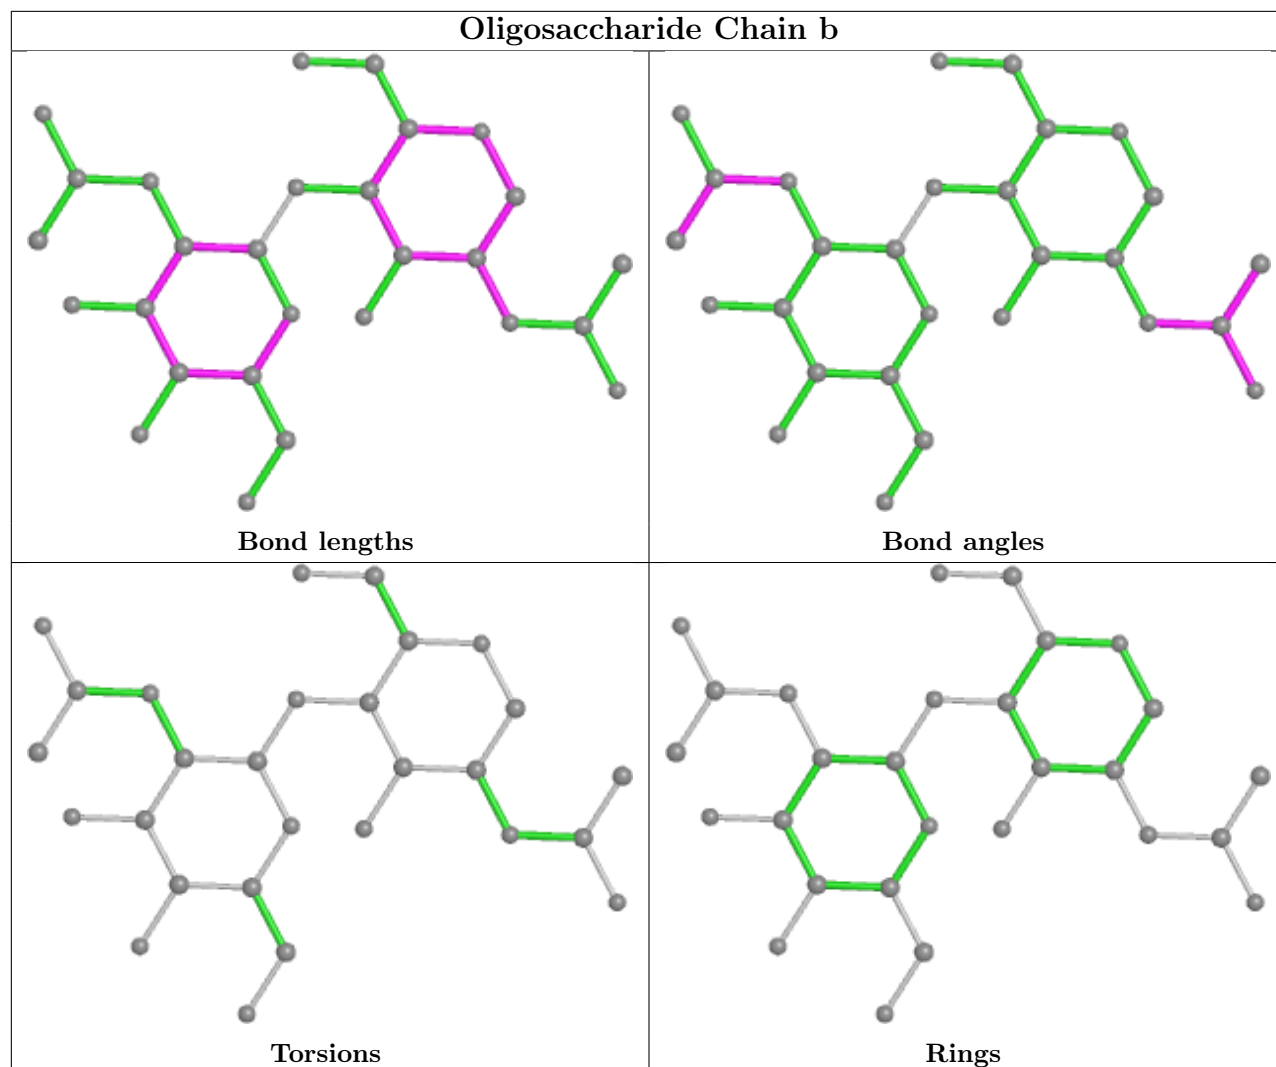 Oligosaccharide Chain b
Bond lengths
Bond angles
Torsions
Rings